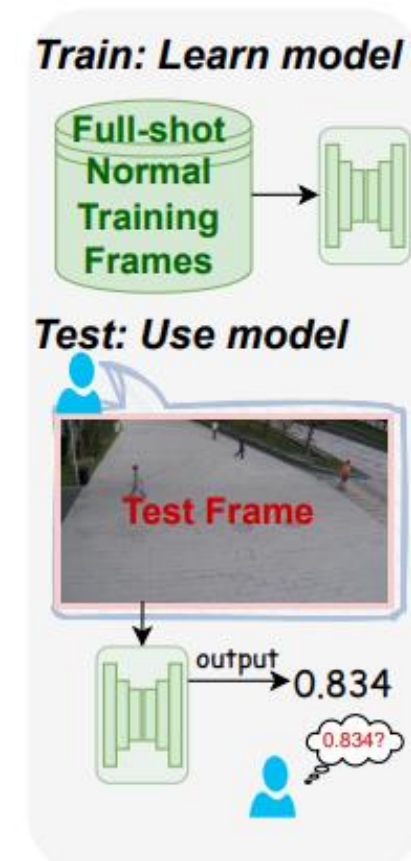 Train: Learn model
Full-shot
Normal
Training
Frames
Test: Use model
Test Frame
output
0.834
0.834?